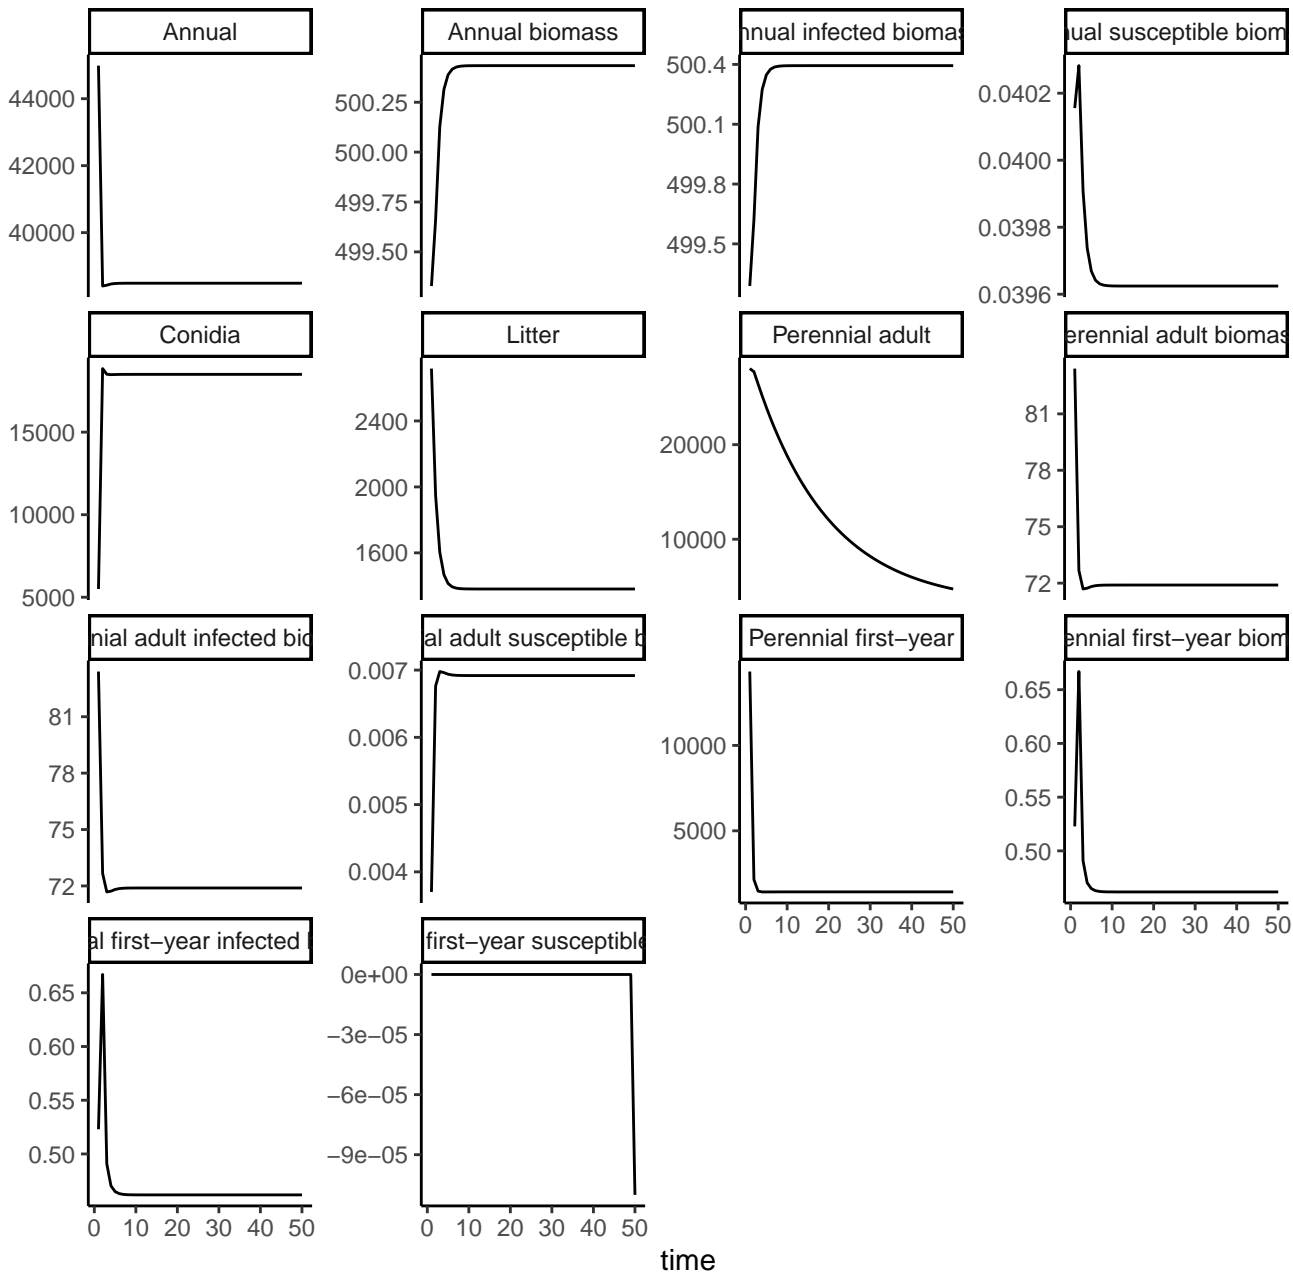 Annual
Annual biomass
nnual infected biomas
ual susceptible biom
44000
42000
40000
500.25
500.00
499.75
499.50
500.4
500.1
499.8
499.5
0.0402
0.0400
0.0398
0.0396
Conidia
Litter
Perennial adult
erennial adult biomas
15000
10000
5000
2400
2000
1600
20000
10000
81
78
75
72
nial adult infected bio
al adult susceptible b
Perennial first−year
ennial first−year biom
81
78
75
72
0.007
0.006
0.005
0.004
10000
5000
0 10 20 30 40 50
0.65
0.60
0.55
0.50
0 10 20 30 40 50
al first−year infected
first−year susceptible
0.65
0.60
0.55
0.50
0 10 20 30 40 50
0e+00
−3e−05
−6e−05
−9e−05
0 10 20 30 40 50
time